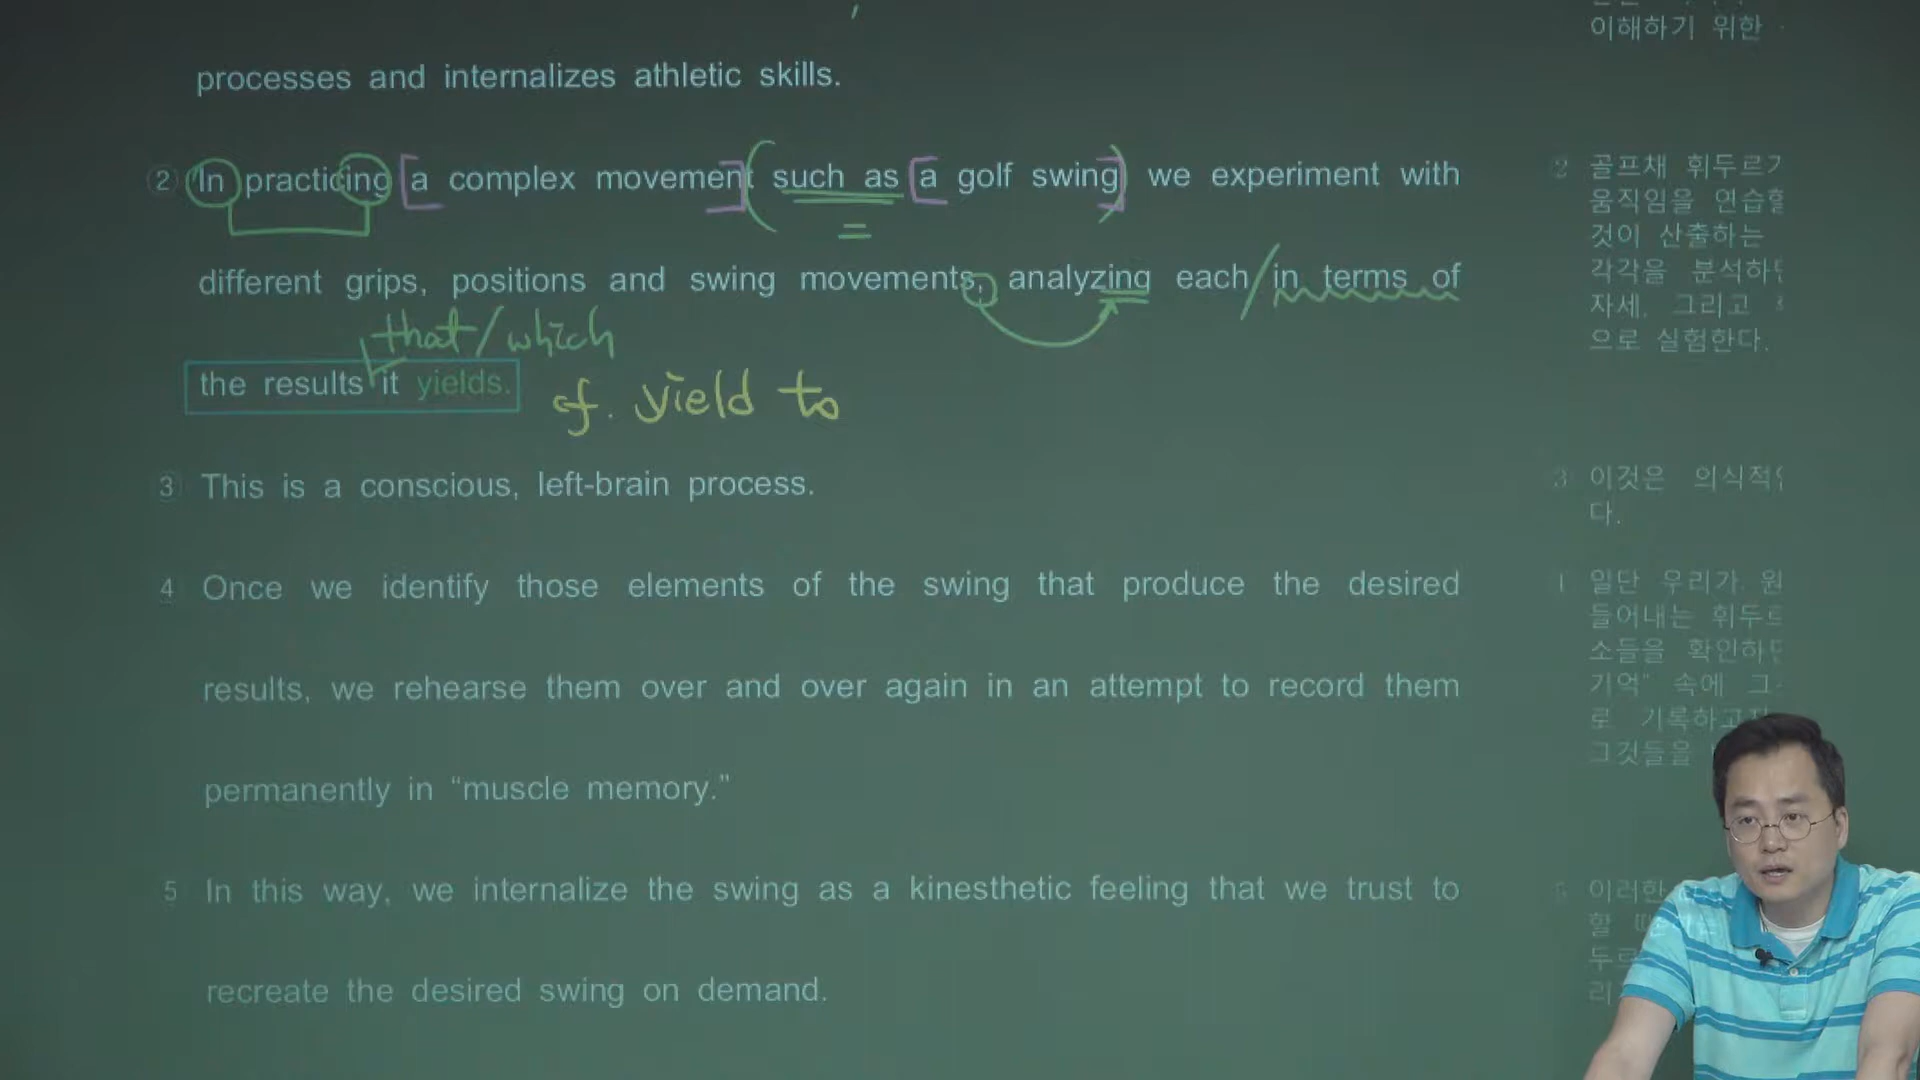 processes and internalizes athletic skills.
② In practicing a complex movement such as a golf swing we experiment with
different grips, positions and swing movements, analyzing each in terms of
that/which
the results it yields.
cf. yield to
③ This is a conscious, left-brain process.
4 Once we identify those elements of the swing that produce the desired
results, we rehearse them over and over again in an attempt to record them
permanently in “muscle memory.”
5 In this way, we internalize the swing as a kinesthetic feeling that we trust to
recreate the desired swing on demand.
이해하기 위한
2 골프채 휘두르기
움직임을 연습할
것이 산출하는
각각을 분석하면
자세, 그리고
으로 실험한다.
3 이것은 의식적인
다.
일단 우리가 원
들어내는 휘두르
소들을 확인하면
기억” 속에 그
로 기록하고자
그것들을
이러한
할
두르
리